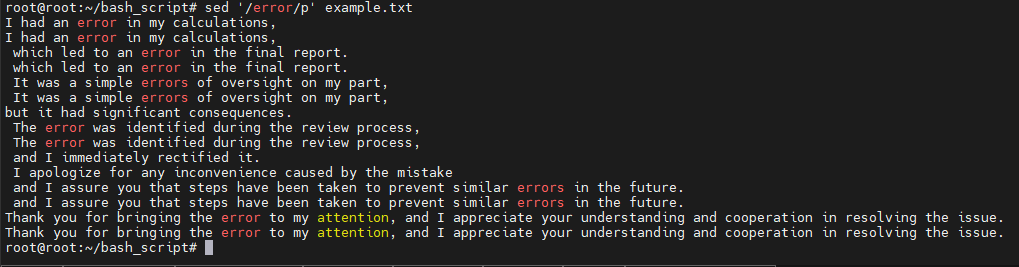 root@root:~/bash_script# sed '/error/p' example.txt
I had an error in my calculations,
I had an error in my calculations,
 which led to an error in the final report.
 which led to an error in the final report.
 It was a simple errors of oversight on my part,
 It was a simple errors of oversight on my part,
but it had significant consequences.
 The error was identified during the review process,
 The error was identified during the review process,
 and I immediately rectified it.
 I apologize for any inconvenience caused by the mistake
 and I assure you that steps have been taken to prevent similar errors in the future.
 and I assure you that steps have been taken to prevent similar errors in the future.
Thank you for bringing the error to my attention, and I appreciate your understanding and cooperation in resolving the issue.
Thank you for bringing the error to my attention, and I appreciate your understanding and cooperation in resolving the issue.
root@root:~/bash_script#